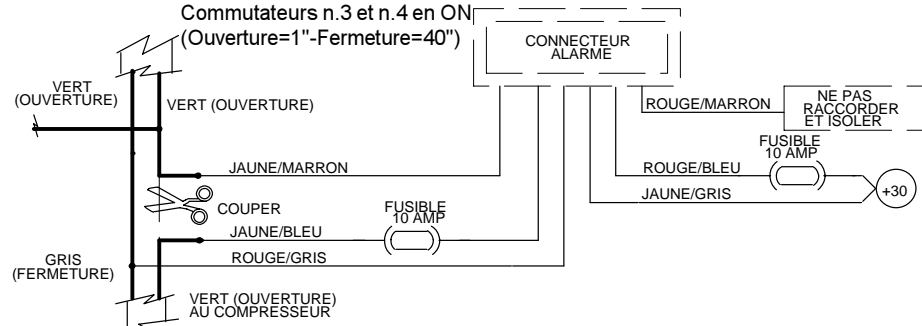 Commutateurs n.3 et n.4 en ON
(Ouverture=1"-Fermeture=40")
CONNECTEUR
ALARME
VERT
(OUVERTURE)
VERT (OUVERTURE)
ROUGE/MARRON
NE PAS
RACCORDER
ET ISOLER
FUSIBLE
10 AMP
JAUNE/MARRON
ROUGE/BLEU
JAUNE/GRIS
+30
COUPER
FUSIBLE
10 AMP
JAUNE/BLEU
ROUGE/GRIS
GRIS
(FERMETURE)
VERT (OUVERTURE)
AU COMPRESSEUR